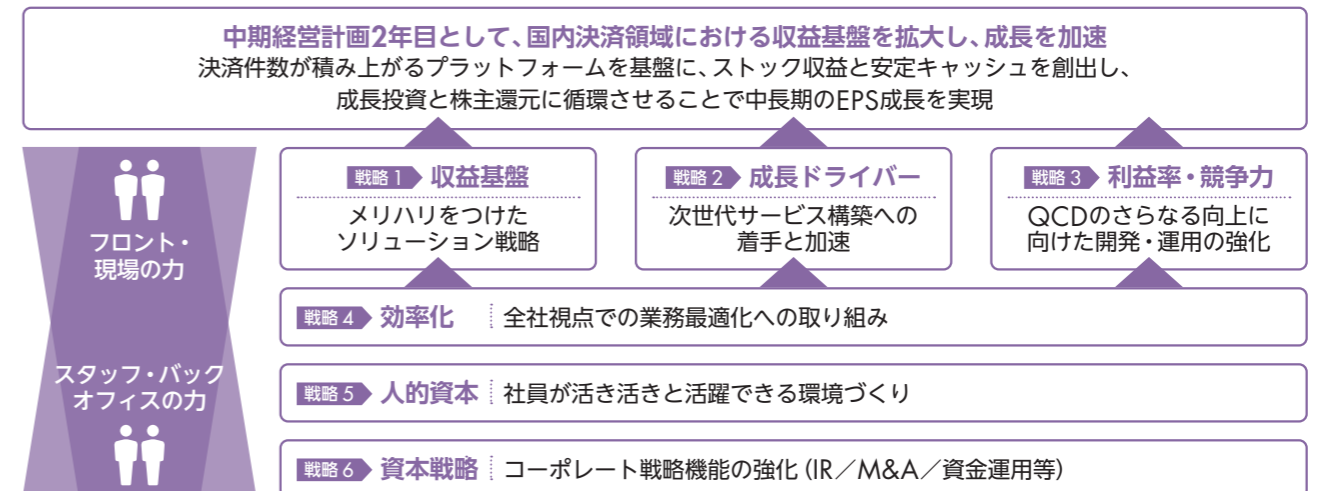 中期経営計画2年目として、国内決済領域における収益基盤を拡大し、成長を加速
決済件数が積み上がるプラットフォームを基盤に、ストック収益と安定キャッシュを創出し、
成長投資と株主還元に循環させることで中長期のEPS成長を実現
フロント・
現場の力
戦略1 収益基盤
メリハリをつけた
ソリューション戦略
戦略2 成長ドライバー
次世代サービス構築への
着手と加速
戦略3 利益率・競争力
QCDのさらなる向上に
向けた開発・運用の強化
戦略4 効率化 全社視点での業務最適化への取り組み
スタッフ・バック
オフィスの力
戦略5 人的資本 社員が活き活きと活躍できる環境づくり
戦略6 資本戦略 コーポレート戦略機能の強化(IR/M&A/資金運用等)